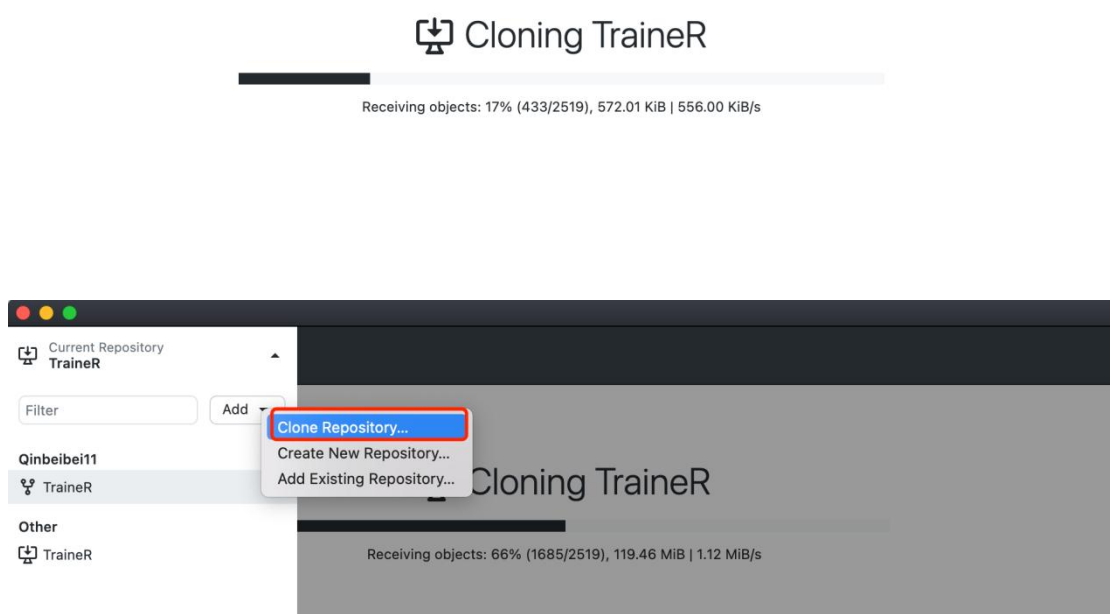 Cloning TraineR
Receiving objects: 17% (433/2519), 572.01 KiB | 556.00 KiB/s
Current Repository
TraineR
Filter
Add
Clone Repository...
Create New Repository...
Add Existing Repository...
Qinbeibei11
TraineR
Other
TraineR
Cloning TraineR
Receiving objects: 66% (1685/2519), 119.46 MiB | 1.12 MiB/s